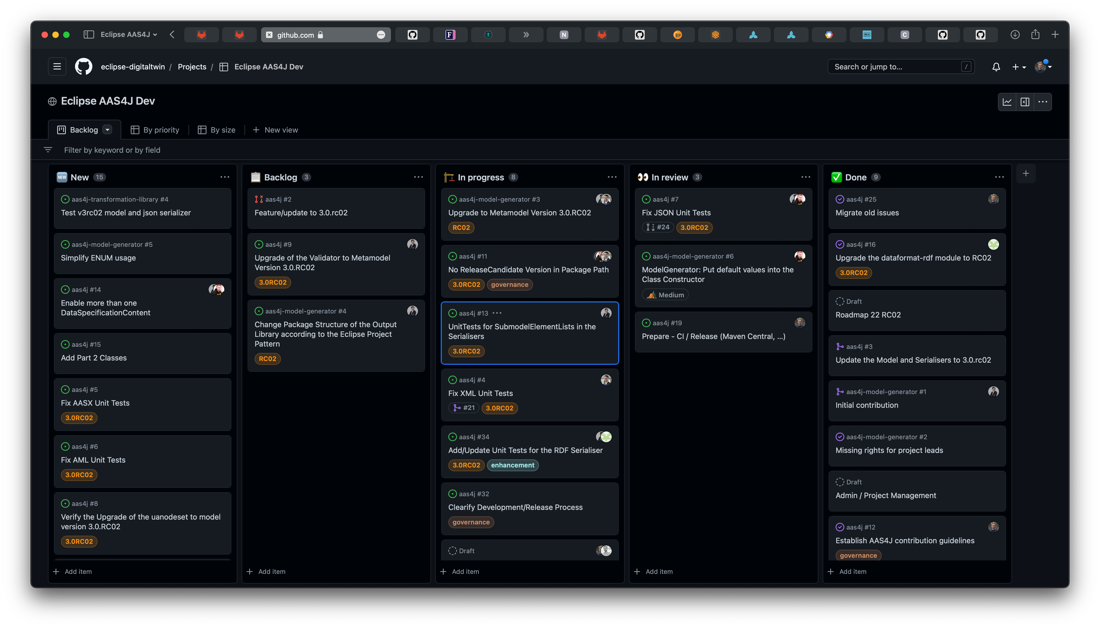 Eclipse AAS4J
github.com
eclipse-digitaltwin / Projects / Eclipse AAS4J Dev
Search or jump to...
/
Eclipse AAS4J Dev
Backlog
By priority
By size
New view
Filter by keyword or by field
New 15
aas4j-transformation-library #4
Test v3rc02 model and json serializer
aas4j-model-generator #5
Simplify ENUM usage
aas4j #14
Enable more than one
DataSpecificationContent
aas4j #15
Add Part 2 Classes
aas4j #5
Fix AASX Unit Tests
3.0RC02
aas4j #6
Fix AML Unit Tests
3.0RC02
aas4j #8
Verify the Upgrade of the uanodeset to model
version 3.0.RC02
3.0RC02
Add item
Backlog 3
aas4j #2
Feature/update to 3.0.rc02
aas4j #9
Upgrade of the Validator to Metamodel
Version 3.0.RC02
3.0RC02
aas4j-model-generator #4
Change Package Structure of the Output
Library according to the Eclipse Project
Pattern
RC02
Add item
In progress 8
aas4j-model-generator #3
Upgrade to Metamodel Version 3.0.RC02
RC02
aas4j #11
No ReleaseCandidate Version in Package Path
3.0RC02 governance
aas4j #13
UnitTests for SubmodelElementLists in the
Serialisers
3.0RC02
aas4j #4
Fix XML Unit Tests
#21 3.0RC02
aas4j #34
Add/Update Unit Tests for the RDF Serialiser
3.0RC02 enhancement
aas4j #32
Clearify Development/Release Process
governance
Draft
Add item
In review 3
aas4j #7
Fix JSON Unit Tests
#24 3.0RC02
aas4j-model-generator #6
ModelGenerator: Put default values into the
Class Constructor
Medium
aas4j #19
Prepare - CI / Release (Maven Central, ...)
Add item
Done 9
aas4j #25
Migrate old issues
aas4j #16
Upgrade the dataformat-rdf module to RC02
3.0RC02
Draft
Roadmap 22 RC02
aas4j #3
Update the Model and Serialisers to 3.0.rc02
aas4j-model-generator #1
Initial contribution
aas4j-model-generator #2
Missing rights for project leads
Draft
Admin / Project Management
aas4j #12
Establish AAS4J contribution guidelines
governance
Add item